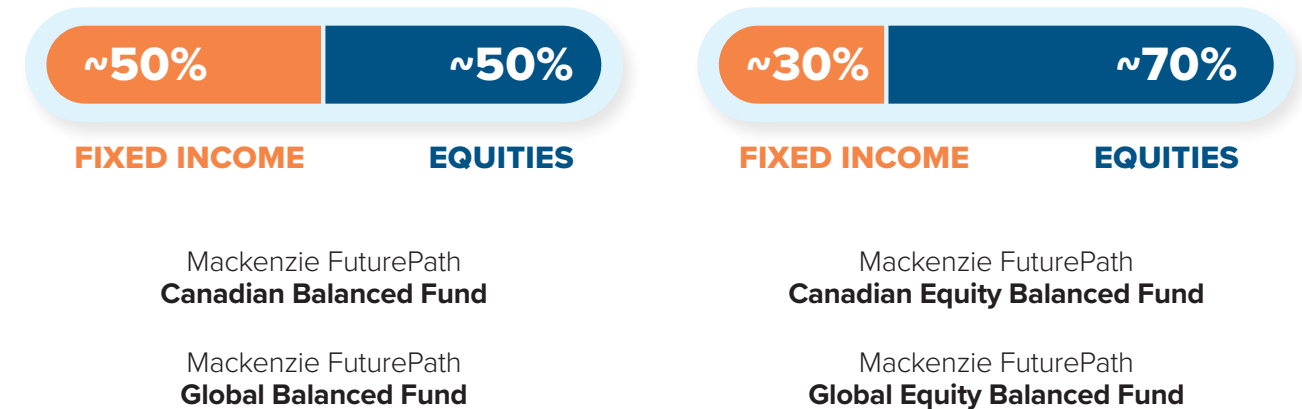 ~50% ~50%
FIXED INCOME EQUITIES
Mackenzie FuturePath
Canadian Balanced Fund
Mackenzie FuturePath
Global Balanced Fund
~30% ~70%
FIXED INCOME EQUITIES
Mackenzie FuturePath
Canadian Equity Balanced Fund
Mackenzie FuturePath
Global Equity Balanced Fund